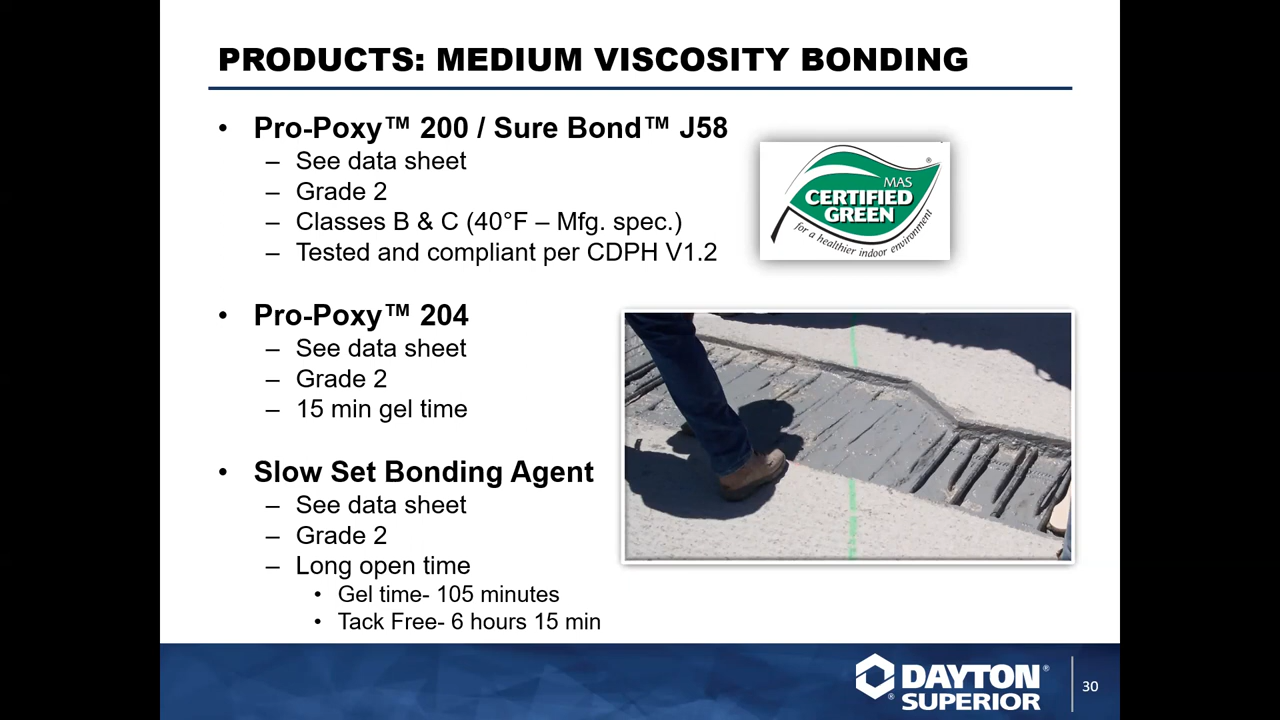 PRODUCTS: MEDIUM VISCOSITY BONDING
• Pro-Poxy™ 200 / Sure Bond™ J58
– See data sheet
– Grade 2
– Classes B & C (40°F – Mfg. spec.)
– Tested and compliant per CDPH V1.2
MAS
CERTIFIED
GREEN
®
for a healthier indoor environment
• Pro-Poxy™ 204
– See data sheet
– Grade 2
– 15 min gel time
• Slow Set Bonding Agent
– See data sheet
– Grade 2
– Long open time
• Gel time- 105 minutes
• Tack Free- 6 hours 15 min
DAYTON®
®SUPERIOR
30